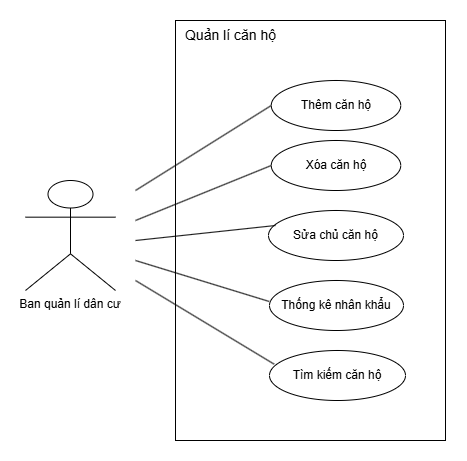 Quản lí căn hộ
Thêm căn hộ
Xóa căn hộ
Sửa chủ căn hộ
Thống kê nhân khẩu
Tìm kiếm căn hộ
Ban quản lí dân cư